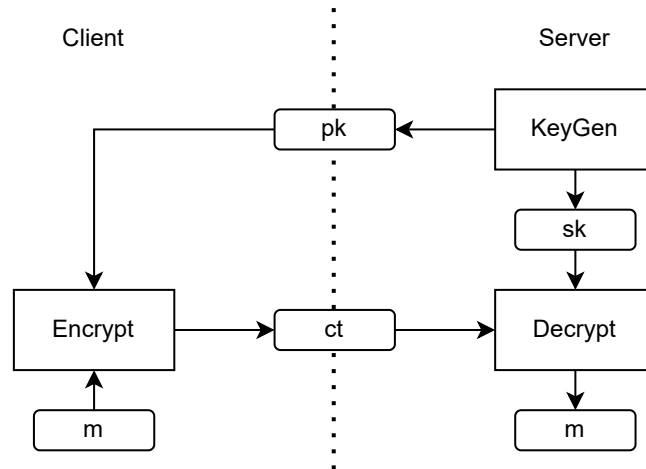 Client
Server
pk
KeyGen
sk
Encrypt
ct
Decrypt
m
m